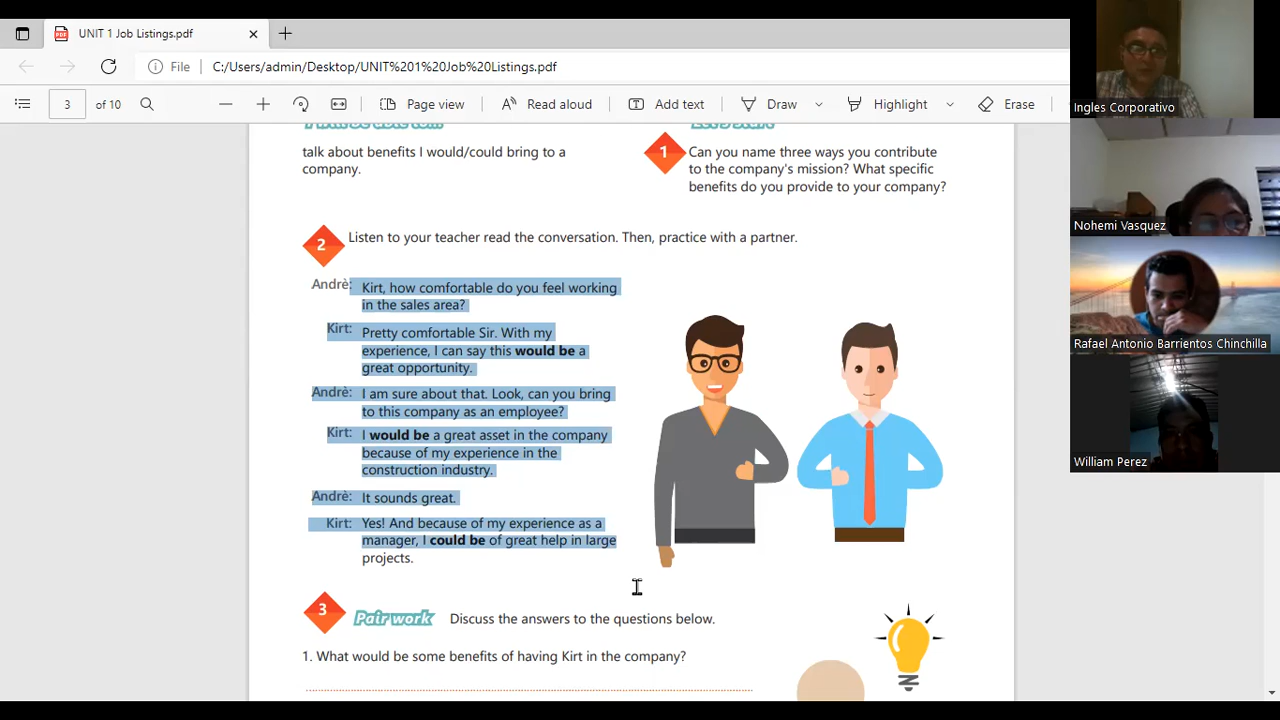 UNIT 1 Job Listings.pdf
File
C:/Users/admin/Desktop/UNIT%201%20Job%20Listings.pdf
3 of 10
Page view
Read aloud
Add text
Draw
Highlight
Erase
talk about benefits I would/could bring to a
company.
1
Can you name three ways you contribute
to the company's mission? What specific
benefits do you provide to your company?
2
Listen to your teacher read the conversation. Then, practice with a partner.
Andrè: Kirt, how comfortable do you feel working
in the sales area?
Kirt: Pretty comfortable Sir. With my
experience, I can say this would be a
great opportunity.
Andrè: I am sure about that. Look, can you bring
to this company as an employee?
Kirt: I would be a great asset in the company
because of my experience in the
construction industry.
Andrè: It sounds great.
Kirt: Yes! And because of my experience as a
manager, I could be of great help in large
projects.
3
Pair work
Discuss the answers to the questions below.
1. What would be some benefits of having Kirt in the company?
Ingles Corporativo
Nohemi Vasquez
Rafael Antonio Barrientos Chinchilla
William Perez